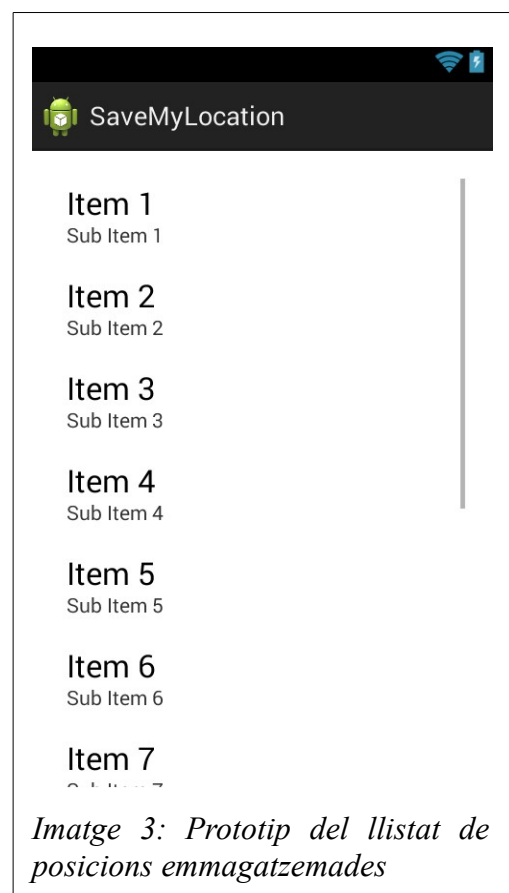 SaveMyLocation
Item 1
Sub Item 1
Item 2
Sub Item 2
Item 3
Sub Item 3
Item 4
Sub Item 4
Item 5
Sub Item 5
Item 6
Sub Item 6
Item 7
Imatge 3: Prototip del llistat de
posicions emmagatzemades